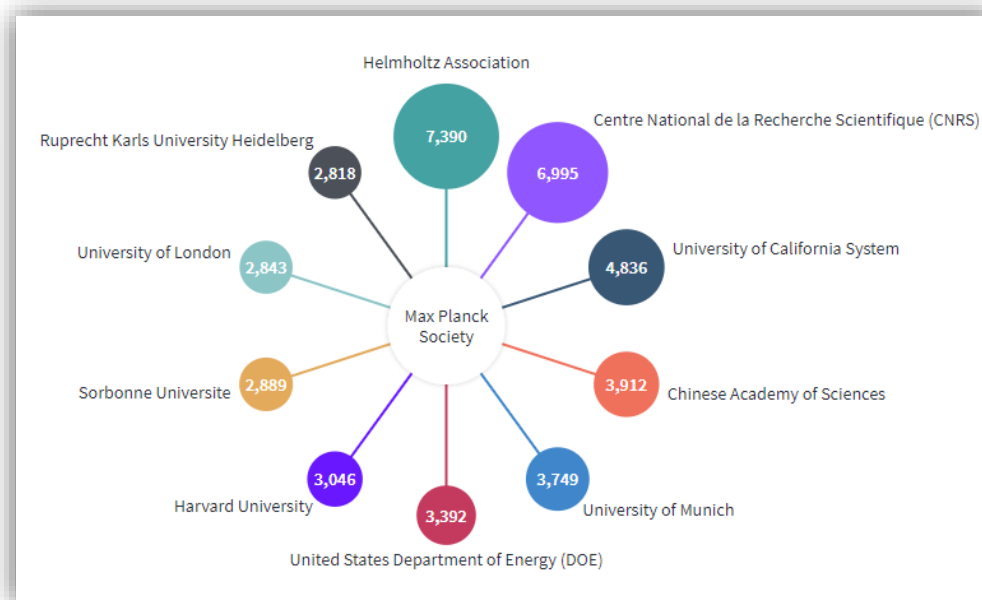 Helmholtz Association
7,390
Centre National de la Recherche Scientifique (CNRS)
6,995
University of California System
4,836
Chinese Academy of Sciences
3,912
University of Munich
3,749
United States Department of Energy (DOE)
3,392
Harvard University
3,046
Sorbonne Universite
2,889
University of London
2,843
Ruprecht Karls University Heidelberg
2,818
Max Planck
Society